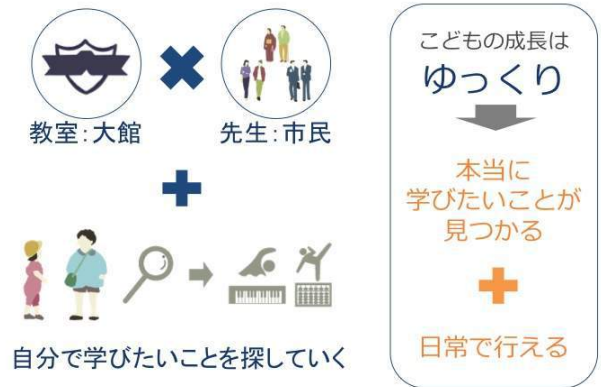 教室：大館
先生：市民
自分で学びたいことを探していく
こどもの成長は
ゆっくり
本当に
学びたいことが
見つかる
日常で行える